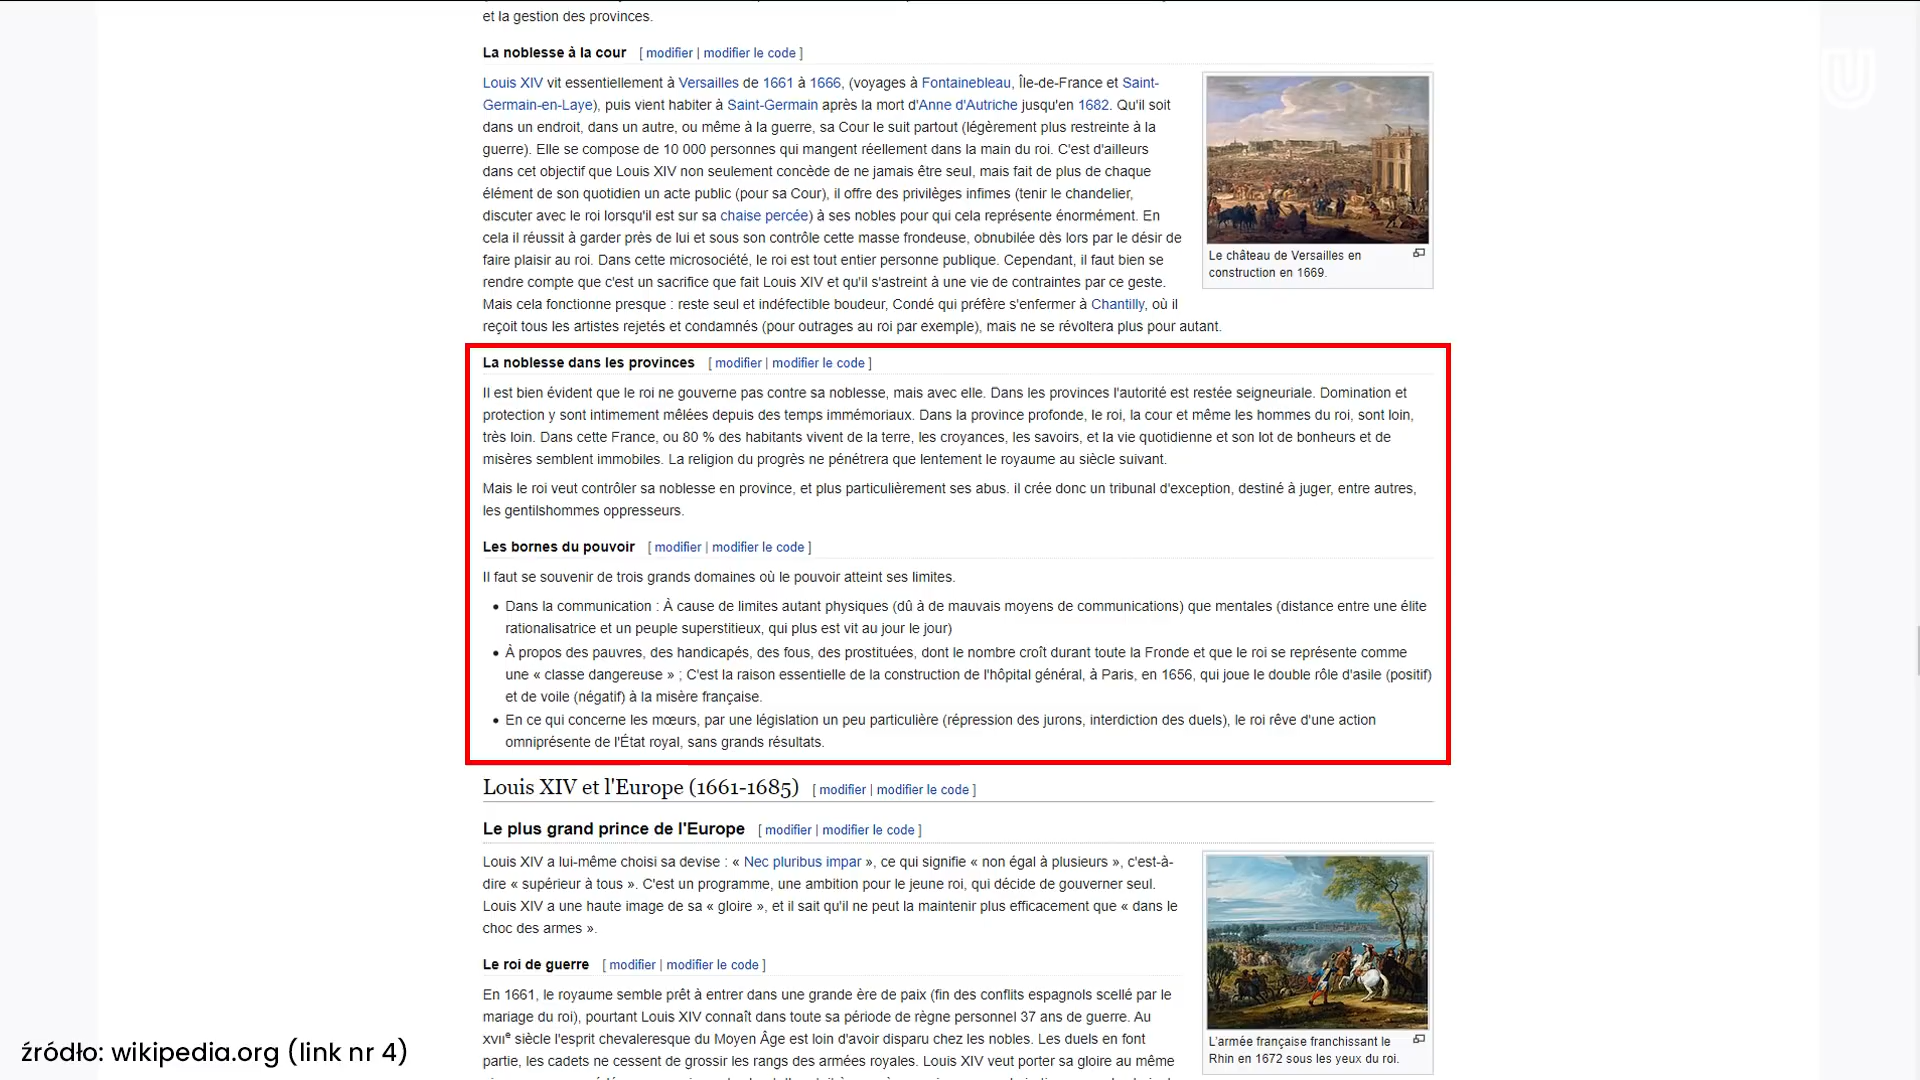 et la gestion des provinces.
La noblesse à la cour [ modifier | modifier le code ]
Louis XIV vit essentiellement à Versailles de 1661 à 1666, (voyages à Fontainebleau, Île-de-France et Saint-
Germain-en-Laye), puis vient habiter à Saint-Germain après la mort d'Anne d'Autriche jusqu'en 1682. Qu'il soit
dans un endroit, dans un autre, ou même à la guerre, sa Cour le suit partout (légèrement plus restreinte à la
guerre). Elle se compose de 10 000 personnes qui mangent réellement dans la main du roi. C'est d'ailleurs
dans cet objectif que Louis XIV non seulement concède de ne jamais être seul, mais fait de plus de chaque
élément de son quotidien un acte public (pour sa Cour), il offre des privilèges infimes (tenir le chandelier,
discuter avec le roi lorsqu'il est sur sa chaise percée) à ses nobles pour qui cela représente énormément. En
cela il réussit à garder près de lui et sous son contrôle cette masse frondeuse, obnubilée dès lors par le désir de
faire plaisir au roi. Dans cette microsociété, le roi est tout entier personne publique. Cependant, il faut bien se
rendre compte que c'est un sacrifice que fait Louis XIV et qu'il s'astreint à une vie de contraintes par ce geste.
Mais cela fonctionne presque : reste seul et indéfectible boudeur, Condé qui préfère s'enfermer à Chantilly, où il
reçoit tous les artistes rejetés et condamnés (pour outrages au roi par exemple), mais ne se révoltera plus pour autant.
Le château de Versailles en
construction en 1669.
La noblesse dans les provinces [ modifier | modifier le code ]
Il est bien évident que le roi ne gouverne pas contre sa noblesse, mais avec elle. Dans les provinces l'autorité est restée seigneuriale. Domination et
protection y sont intimement mêlées depuis des temps immémoriaux. Dans la province profonde, le roi, la cour et même les hommes du roi, sont loin,
très loin. Dans cette France, ou 80 % des habitants vivent de la terre, les croyances, les savoirs, et la vie quotidienne et son lot de bonheurs et de
misères semblent immobiles. La religion du progrès ne pénétrera que lentement le royaume au siècle suivant.
Mais le roi veut contrôler sa noblesse en province, et plus particulièrement ses abus. il crée donc un tribunal d'exception, destiné à juger, entre autres,
les gentilshommes oppresseurs.
Les bornes du pouvoir [ modifier | modifier le code ]
Il faut se souvenir de trois grands domaines où le pouvoir atteint ses limites.
• Dans la communication : À cause de limites autant physiques (dû à de mauvais moyens de communications) que mentales (distance entre une élite
rationalisatrice et un peuple superstitieux, qui plus est vit au jour le jour)
• À propos des pauvres, des handicapés, des fous, des prostituées, dont le nombre croît durant toute la Fronde et que le roi se représente comme
une « classe dangereuse » ; C'est la raison essentielle de la construction de l'hôpital général, à Paris, en 1656, qui joue le double rôle d'asile (positif)
et de voile (négatif) à la misère française.
• En ce qui concerne les mœurs, par une législation un peu particulière (répression des jurons, interdiction des duels), le roi rêve d'une action
omniprésente de l'État royal, sans grands résultats.
Louis XIV et l'Europe (1661-1685) [ modifier | modifier le code ]
Le plus grand prince de l'Europe [ modifier | modifier le code ]
Louis XIV a lui-même choisi sa devise : « Nec pluribus impar », ce qui signifie « non égal à plusieurs », c'est-à-
dire « supérieur à tous ». C'est un programme, une ambition pour le jeune roi, qui décide de gouverner seul.
Louis XIV a une haute image de sa « gloire », et il sait qu'il ne peut la maintenir plus efficacement que « dans le
choc des armes ».
Le roi de guerre [ modifier | modifier le code ]
En 1661, le royaume semble prêt à entrer dans une grande ère de paix (fin des conflits espagnols scellé par le
mariage du roi), pourtant Louis XIV connaît dans toute sa période de règne personnel 37 ans de guerre. Au
XVIIe siècle l'esprit chevaleresque du Moyen Âge est loin d'avoir disparu chez les nobles. Les duels en font
partie, les cadets ne cessent de grossir les rangs des armées royales. Louis XIV veut porter sa gloire au même
L'armée française franchissant le
Rhin en 1672 sous les yeux du roi.
źródło: wikipedia.org (link nr 4)